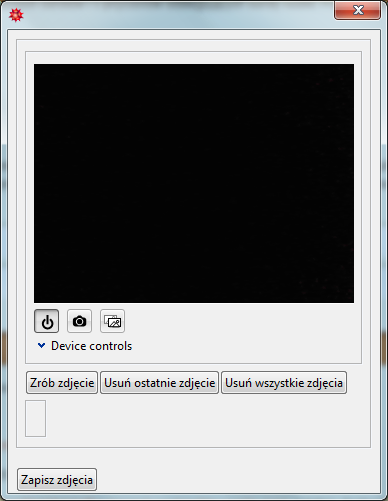 Device controls
Zrób zdjęcie Usuń ostatnie zdjęcie Usuń wszystkie zdjęcia
Zapisz zdjęcia